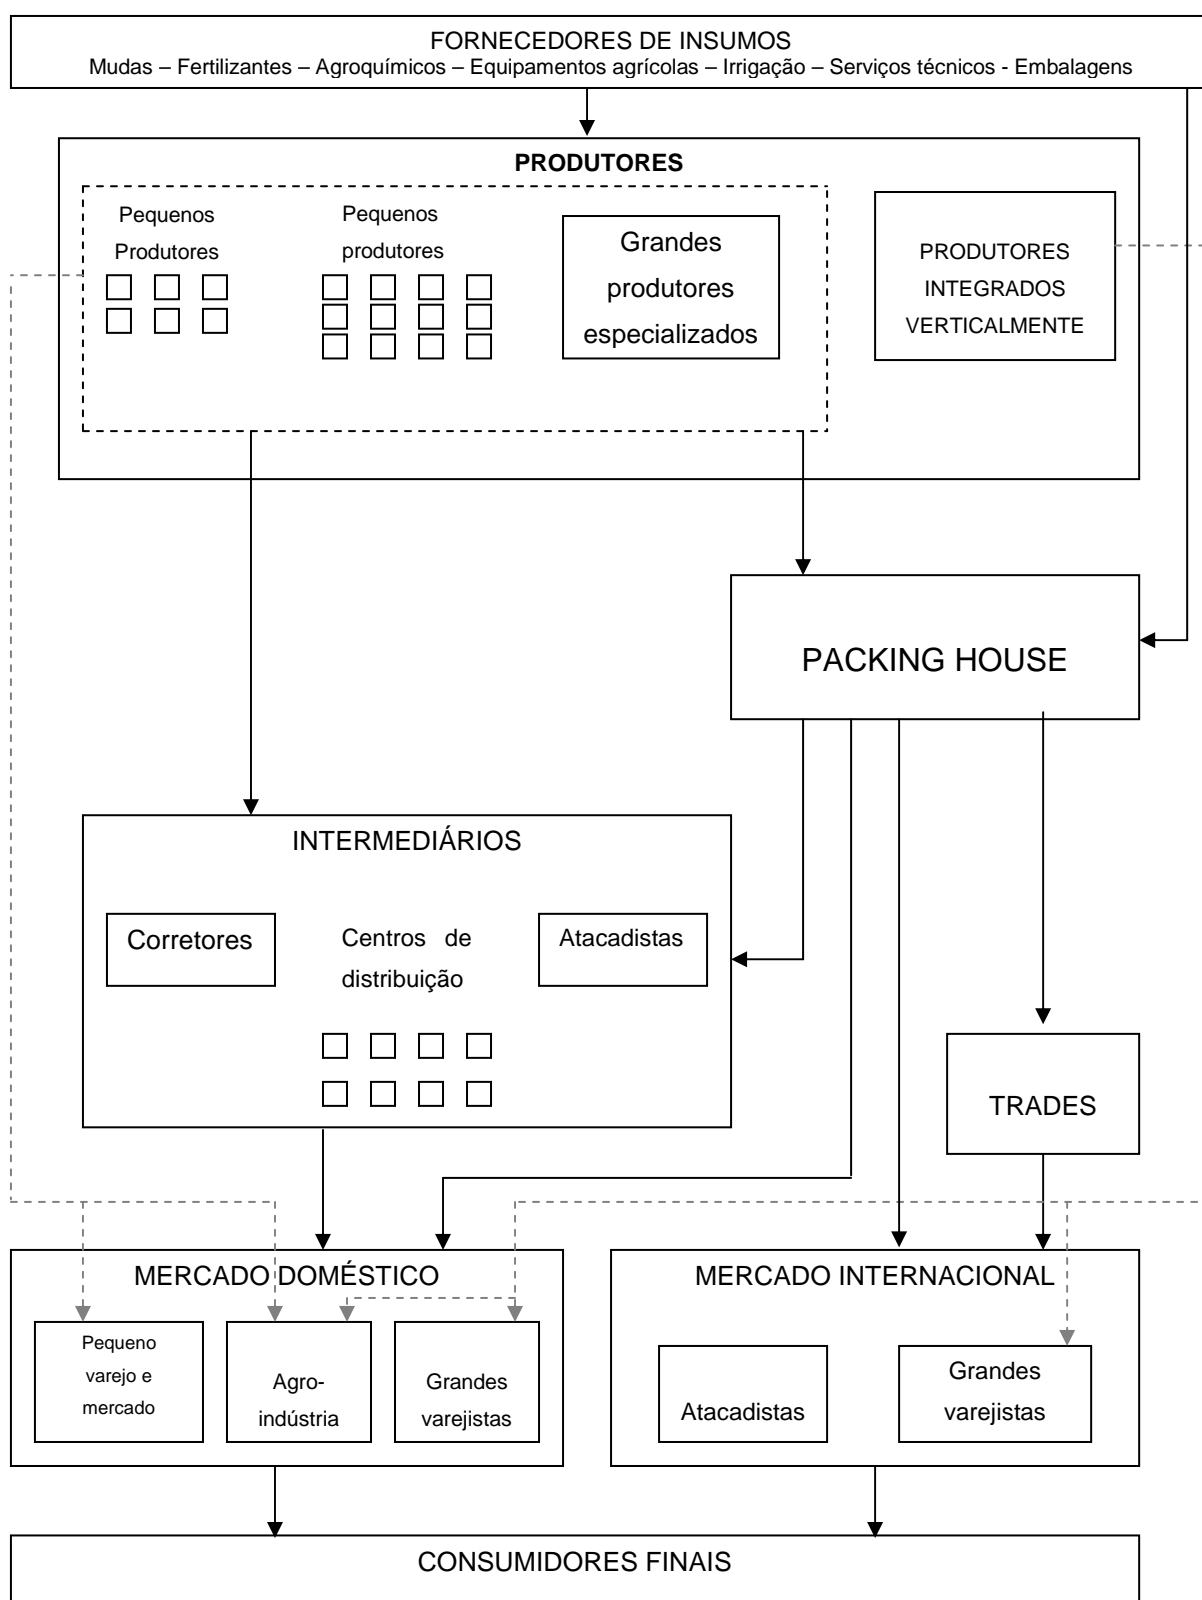 FORNECEDORES DE INSUMOS
Mudas – Fertilizantes – Agroquímicos – Equipamentos agrícolas – Irrigação – Serviços técnicos - Embalagens
PRODUTORES
Pequenos
Produtores
Pequenos
produtores
Grandes
produtores
especializados
PRODUTORES
INTEGRADOS
VERTICALMENTE
PACKING HOUSE
INTERMEDIÁRIOS
Corretores
Centros de
distribuição
Atacadistas
TRADES
MERCADO DOMÉSTICO
Pequeno
varejo e
mercado
Agro-
indústria
Grandes
varejistas
MERCADO INTERNACIONAL
Atacadistas
Grandes
varejistas
CONSUMIDORES FINAIS